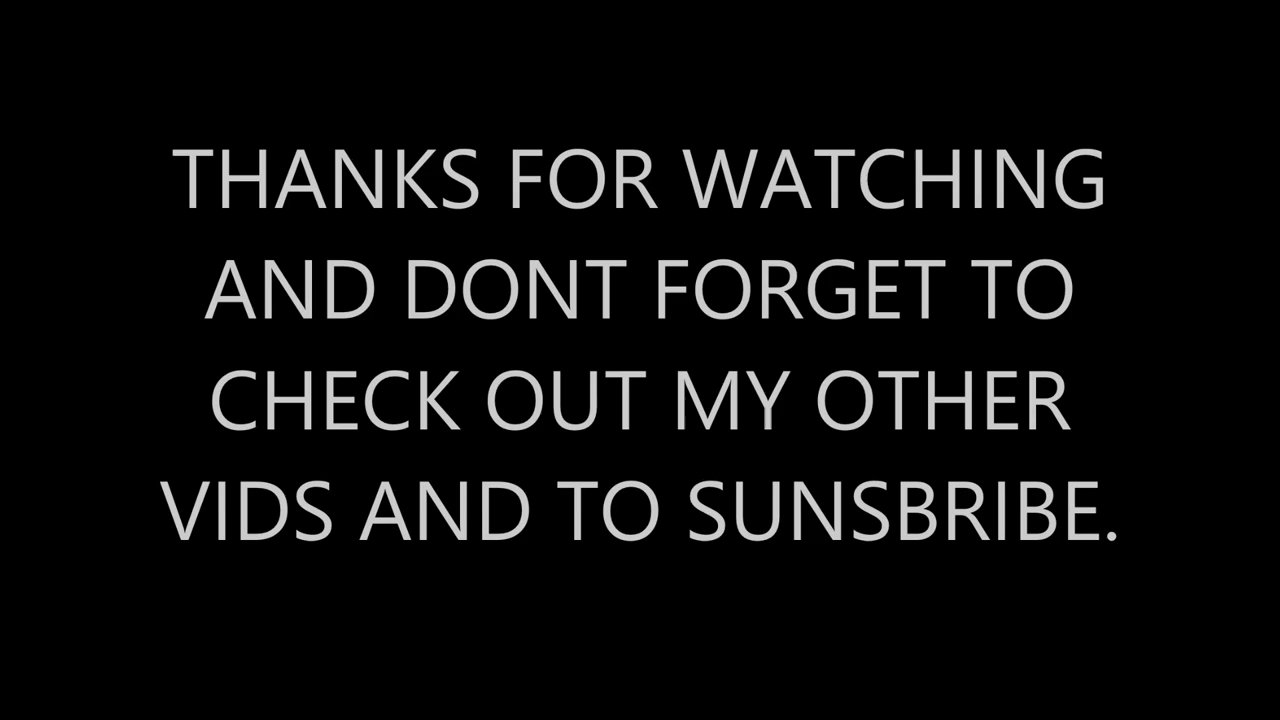 THANKS FOR WATCHING
AND DONT FORGET TO
CHECK OUT MY OTHER
VIDS AND TO SUNSBRIBE.